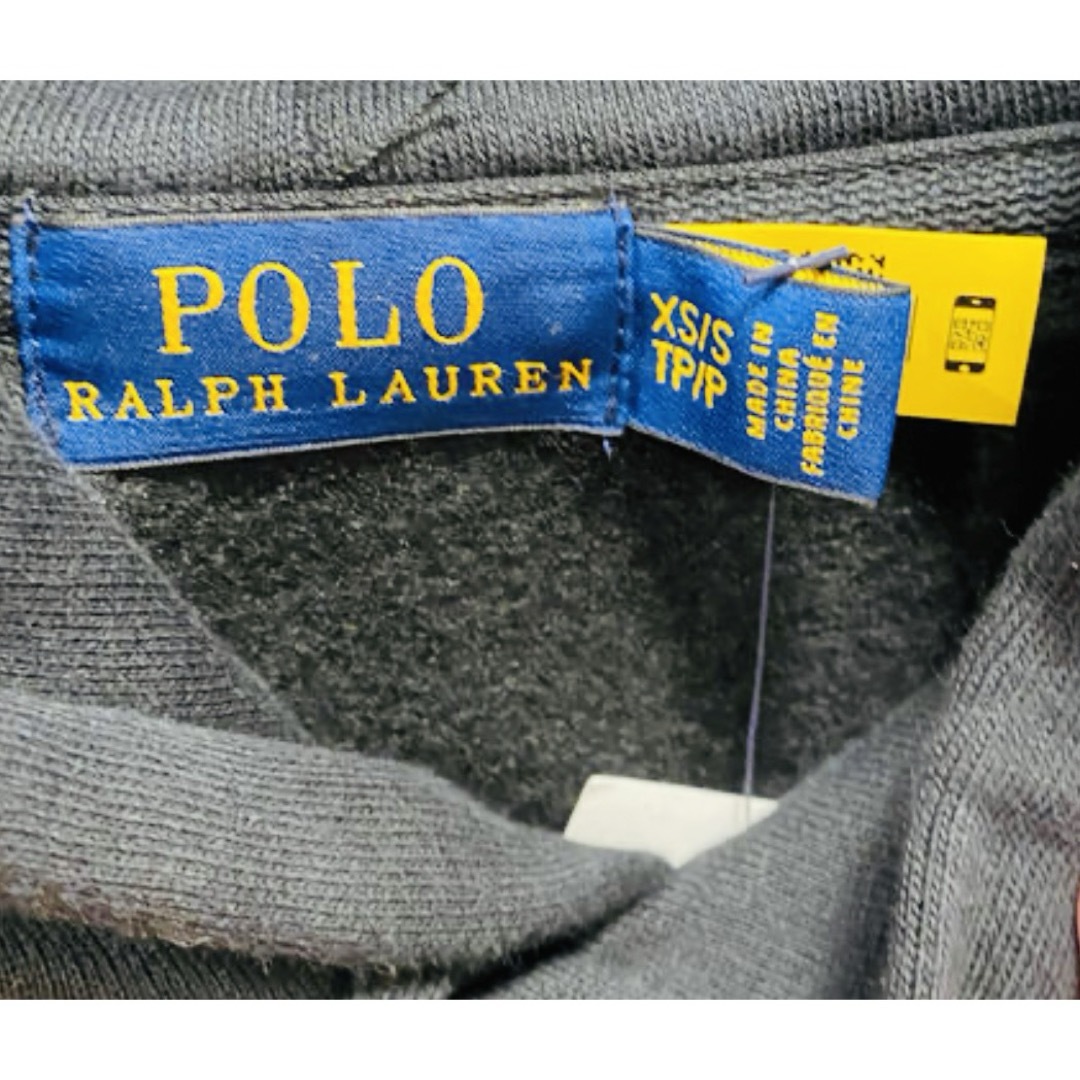 POLO
RALPH LAUREN
XS/S
TP/P
MADE IN
CHINA
FABRIQUÉ EN
CHINE